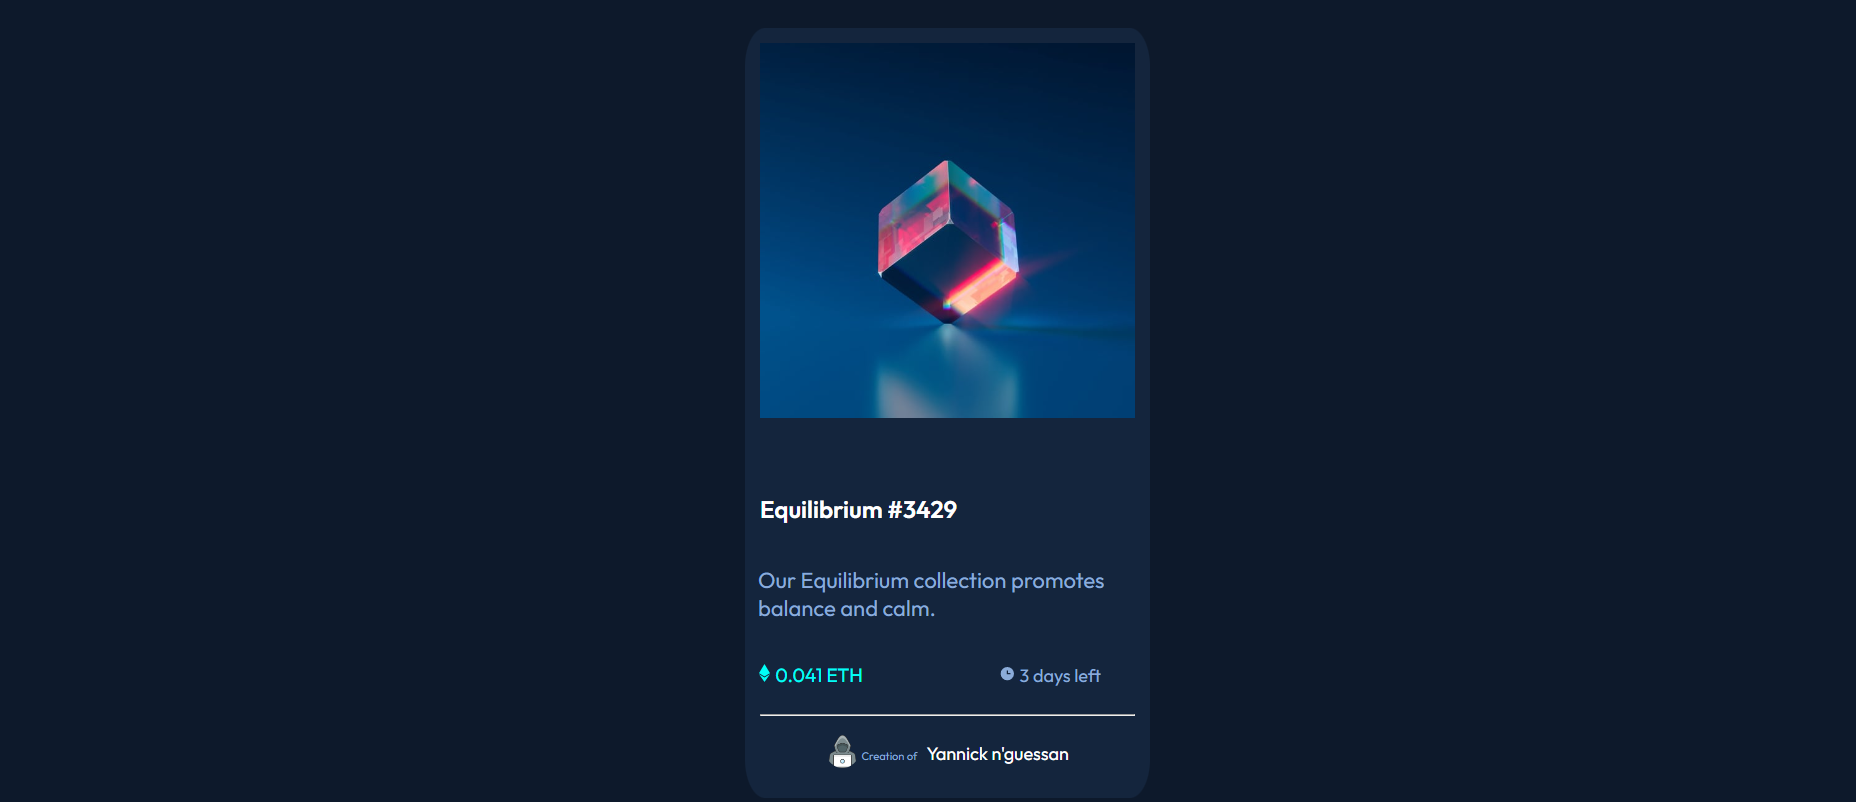 Equilibrium #3429
Our Equilibrium collection promotes
balance and calm.
0.041 ETH
3 days left
Creation of Yannick n'guessan